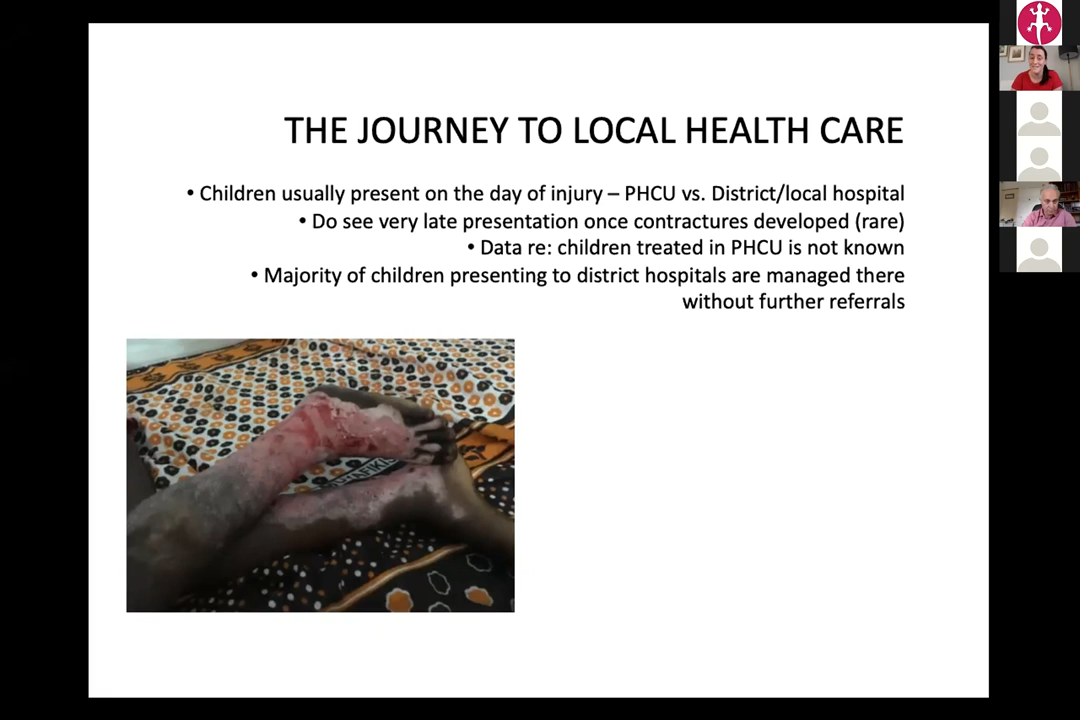 THE JOURNEY TO LOCAL HEALTH CARE
• Children usually present on the day of injury – PHCU vs. District/local hospital
• Do see very late presentation once contractures developed (rare)
• Data re: children treated in PHCU is not known
• Majority of children presenting to district hospitals are managed there
without further referrals